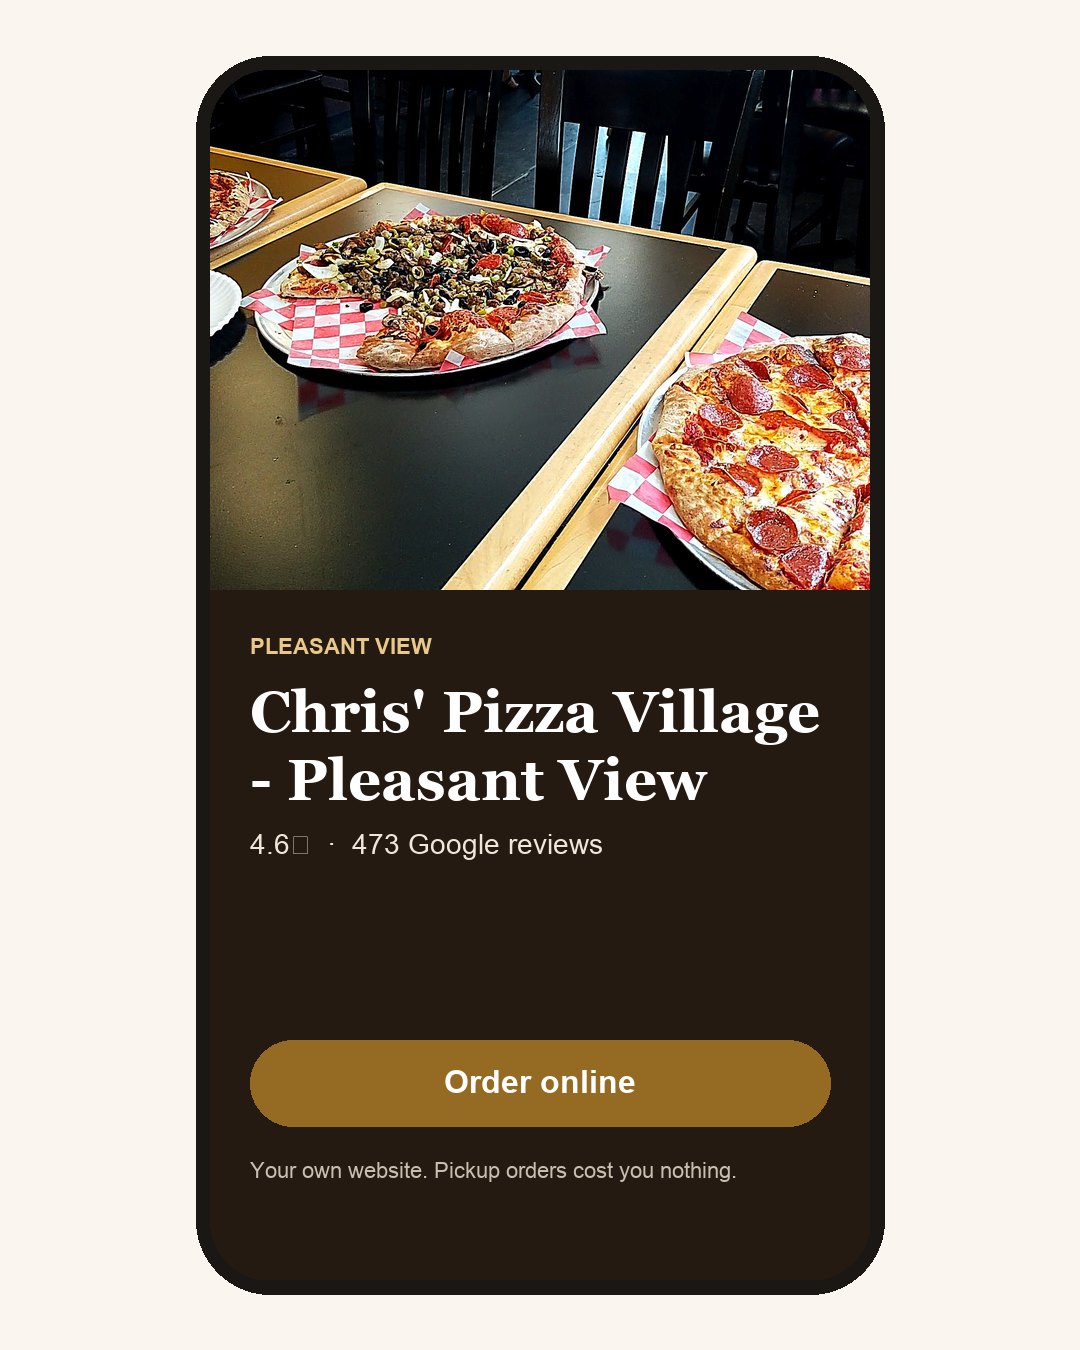 PLEASANT VIEW
Chris' Pizza Village
- Pleasant View
4.6□ · 473 Google reviews
Order online
Your own website. Pickup orders cost you nothing.